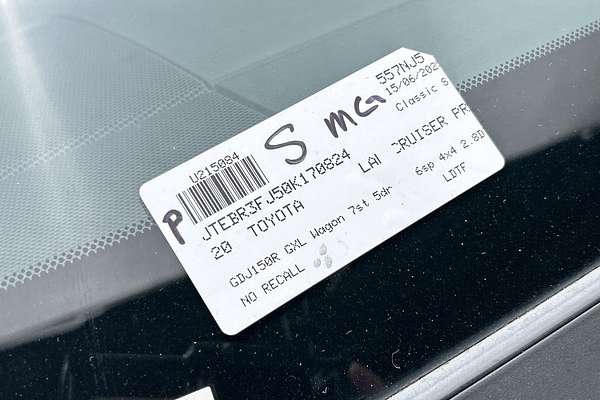 U215084
557NJ5
15/06/202
Classic S
P
S
MG
JTEBR3FJ50K170824
20 TOYOTA LAN CRUISER PR
GDJ150R GXL Wagon 7st 5dr 6sp 4x4 2.8D
NO RECALL LDTF